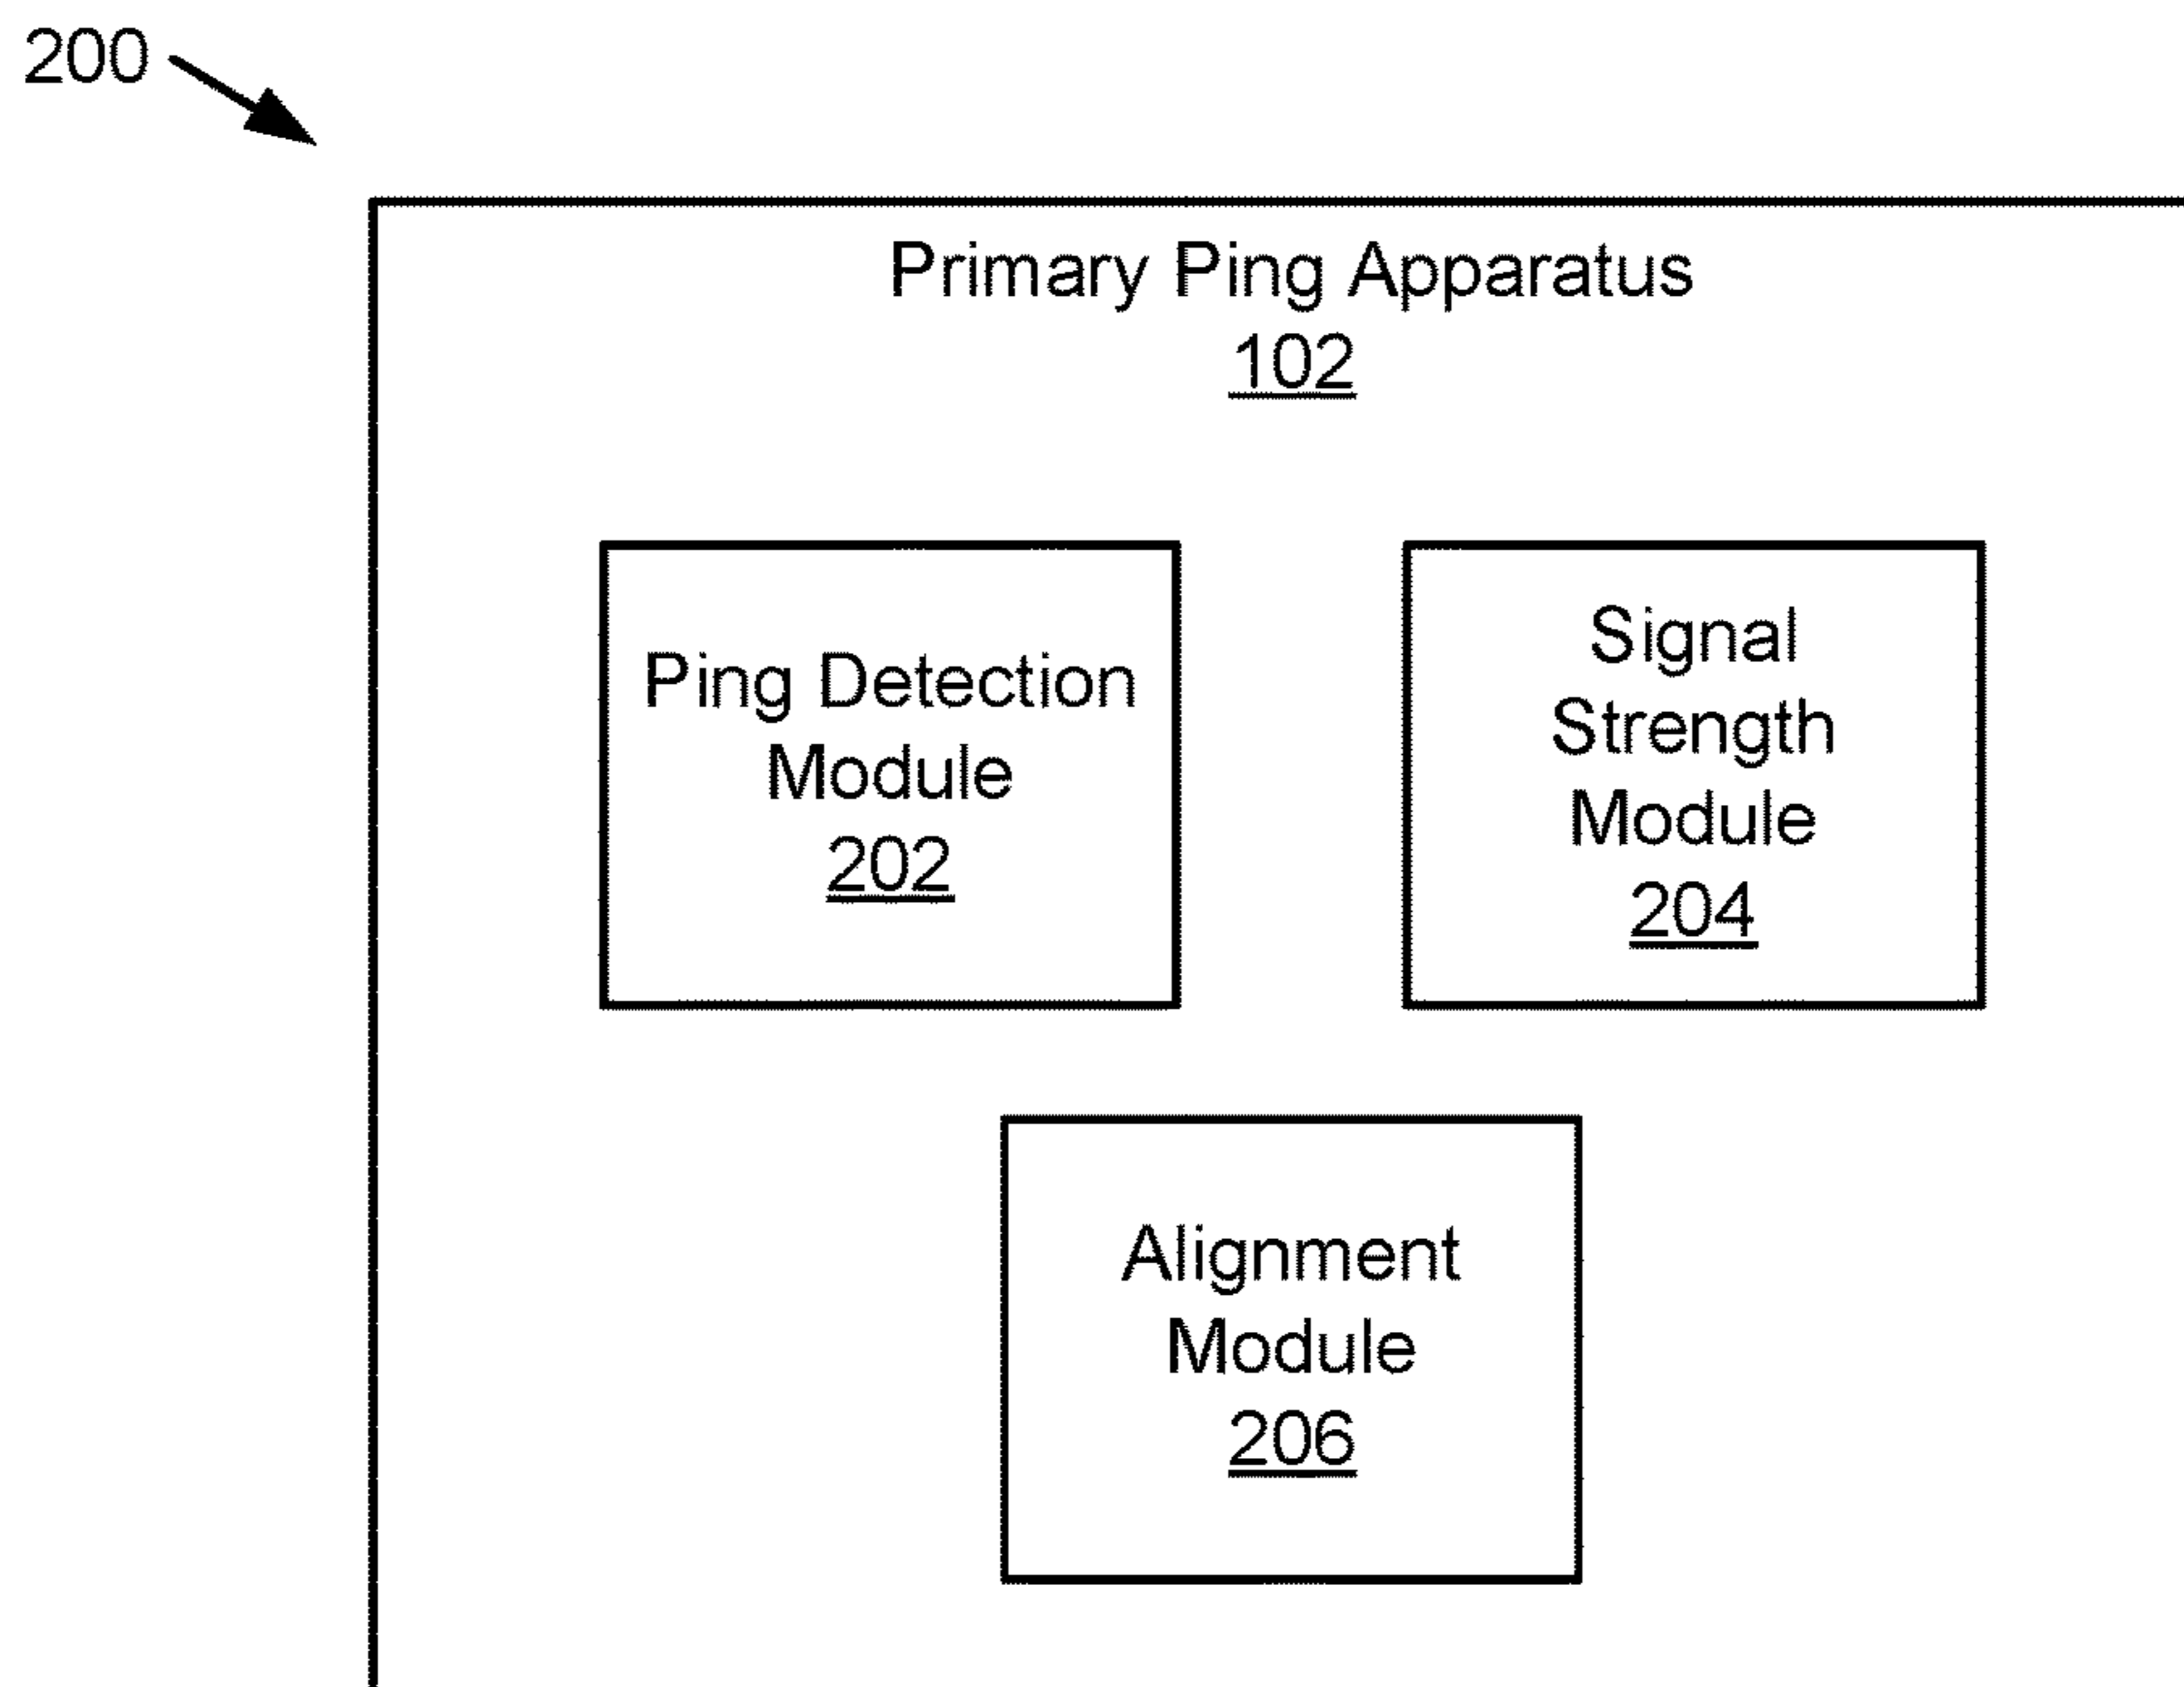 200
Primary Ping Apparatus
102
Ping Detection
Module
202
Signal
Strength
Module
204
Alignment
Module
206